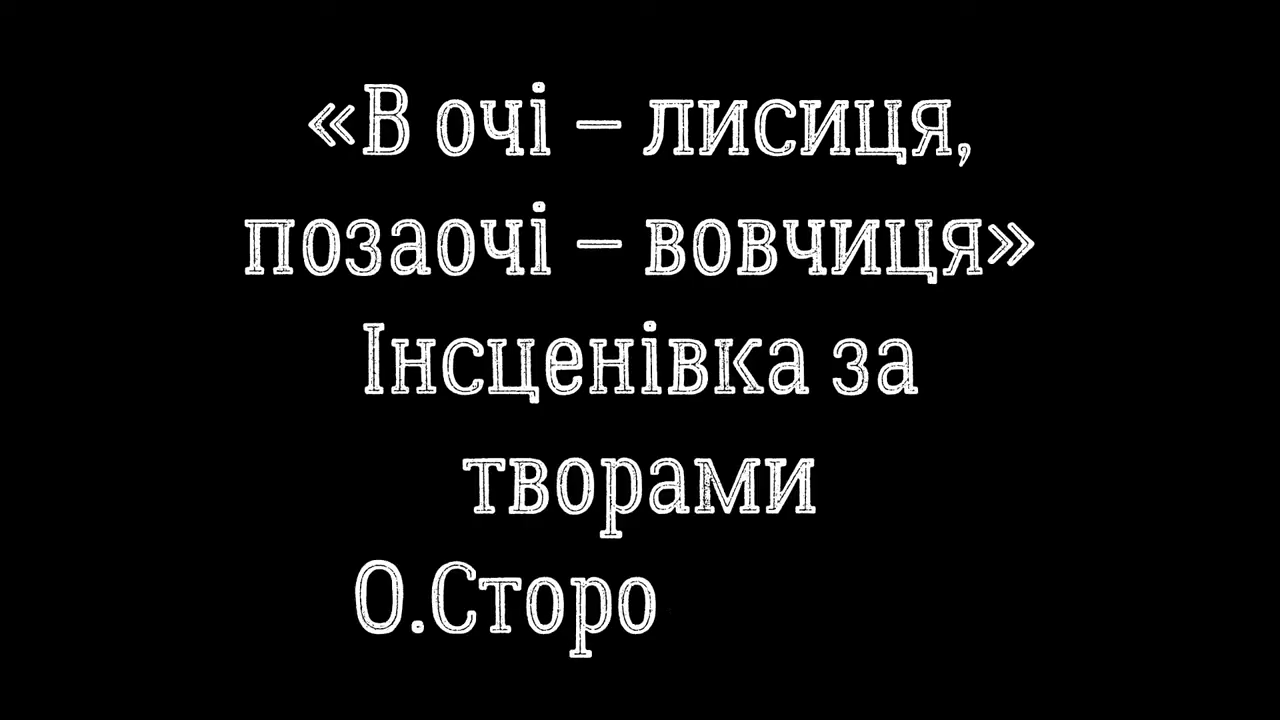 «В очі – лисиця,
позаочі – вовчиця»
Інсценівка за
творами
О.Сторо